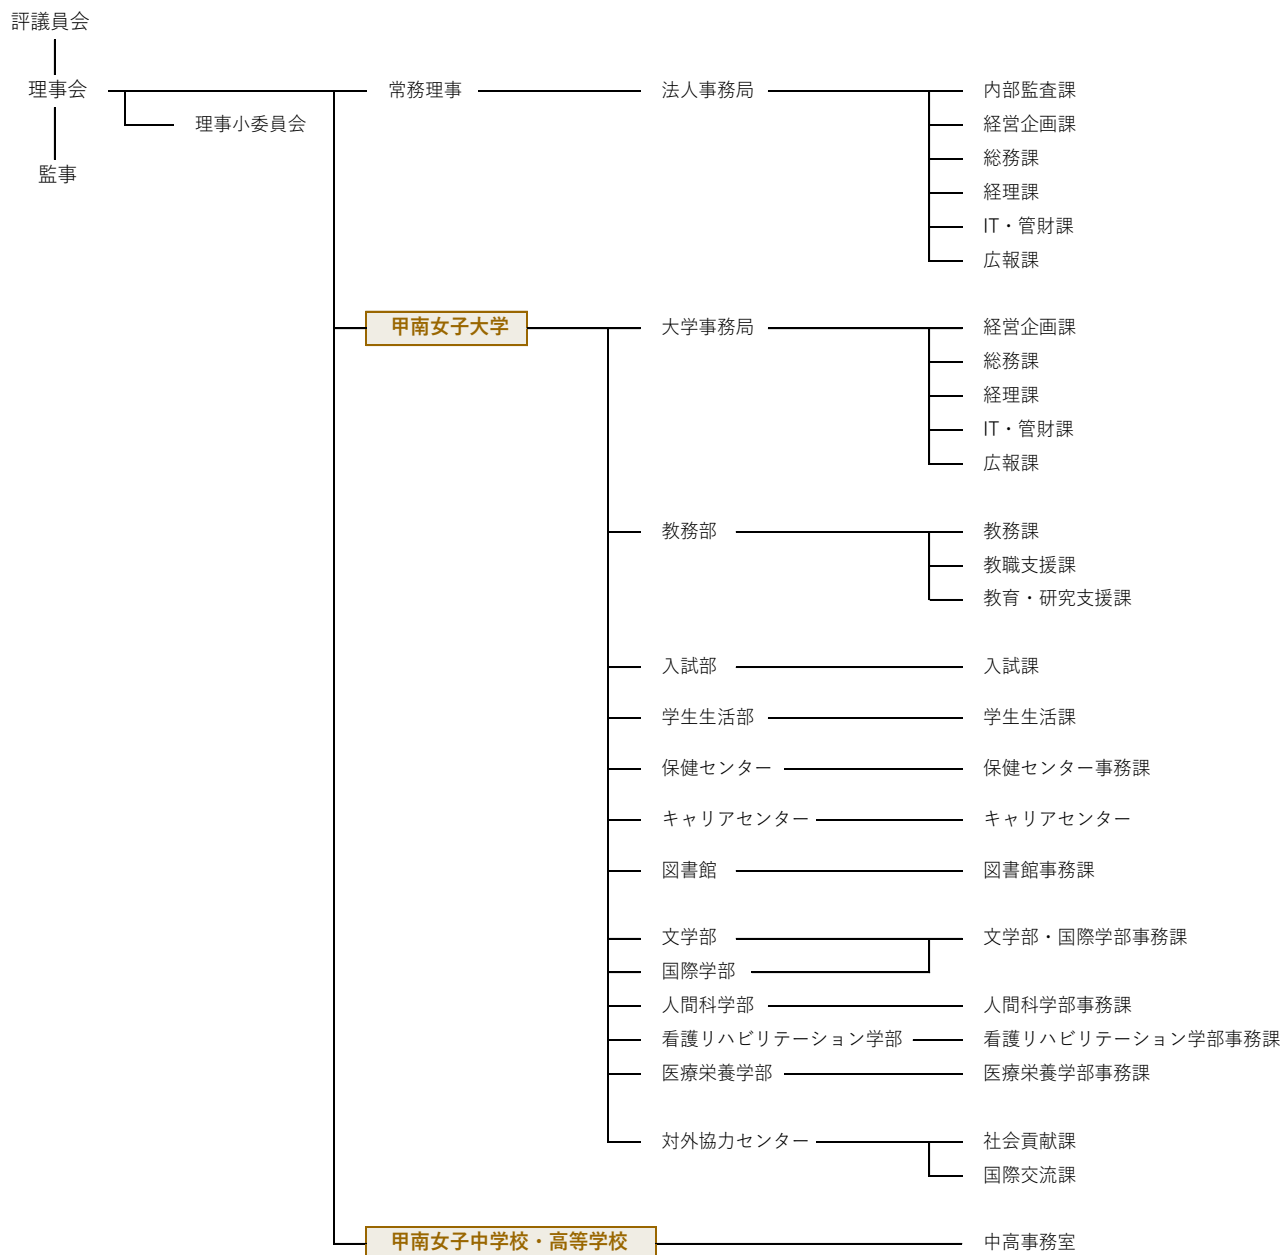 評議員会
理事会
常務理事
法人事務局
内部監査課
理事小委員会
経営企画課
総務課
監事
経理課
IT・管財課
広報課
甲南女子大学
大学事務局
経営企画課
総務課
経理課
IT・管財課
広報課
教務部
教務課
教職支援課
教育・研究支援課
入試部
入試課
学生生活部
学生生活課
保健センター
保健センター事務課
キャリアセンター
キャリアセンター
図書館
図書館事務課
文学部
文学部・国際学部事務課
国際学部
人間科学部
人間科学部事務課
看護リハビリテーション学部
看護リハビリテーション学部事務課
医療栄養学部
医療栄養学部事務課
対外協力センター
社会貢献課
国際交流課
甲南女子中学校・高等学校
中高事務室